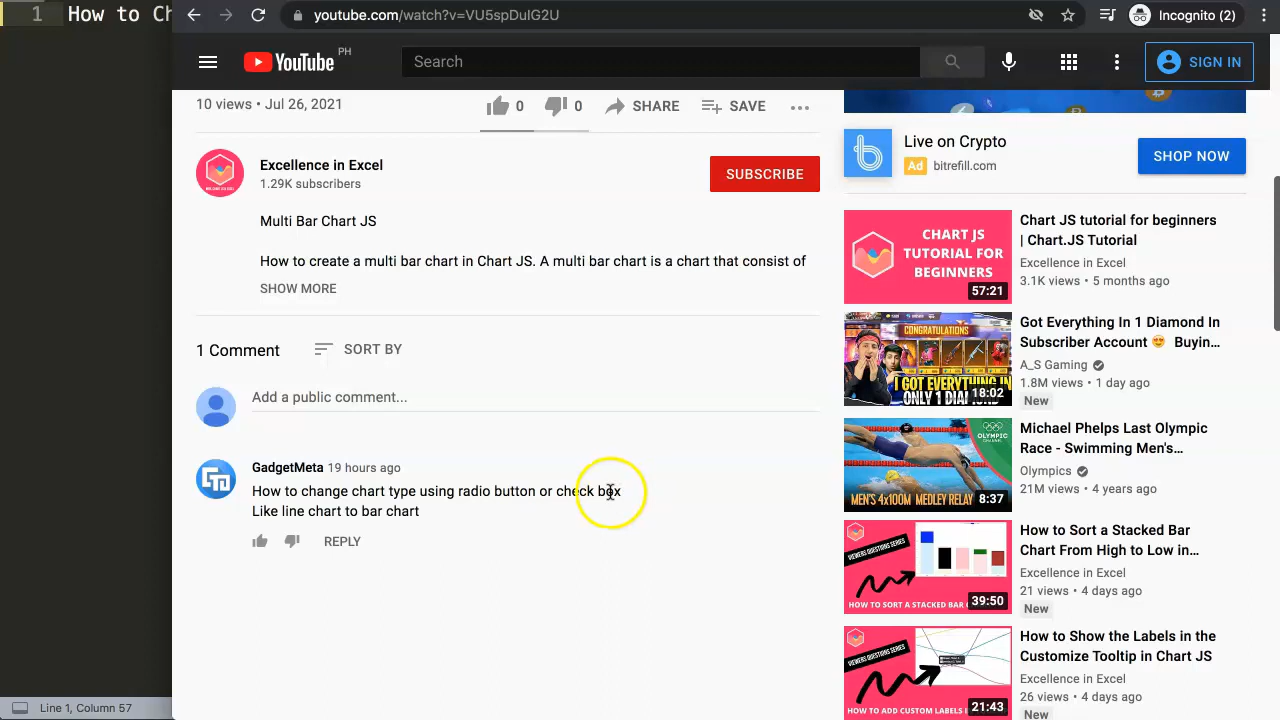 1 How to Ch
youtube.com/watch?v=VU5spDuIG2U
Incognito (2)
YouTube PH
Search
SIGN IN
10 views • Jul 26, 2021
0
0
SHARE
SAVE
Excellence in Excel
1.29K subscribers
SUBSCRIBE
Multi Bar Chart JS
How to create a multi bar chart in Chart JS. A multi bar chart is a chart that consist of
SHOW MORE
1 Comment
SORT BY
Add a public comment...
GadgetMeta 19 hours ago
How to change chart type using radio button or check box
Like line chart to bar chart
REPLY
Live on Crypto
Ad bitrefill.com
SHOP NOW
CHART JS
TUTORIAL FOR
BEGINNERS
57:21
Chart JS tutorial for beginners
| Chart.JS Tutorial
Excellence in Excel
3.1K views • 5 months ago
CONGRATULATIONS
I GOT EVERYTHING IN
ONLY 1 DIAMOND
18:02
Got Everything In 1 Diamond In
Subscriber Account 😍 Buyin...
A_S Gaming
1.8M views • 1 day ago
New
MEN'S 4x100M MEDLEY RELAY
8:37
Michael Phelps Last Olympic
Race - Swimming Men's...
Olympics
21M views • 4 years ago
VIEWERS QUESTIONS SERIES
HOW TO SORT A STACKED BAR
39:50
How to Sort a Stacked Bar
Chart From High to Low in...
Excellence in Excel
21 views • 4 days ago
New
VIEWERS QUESTIONS SERIES
HOW TO ADD CUSTOM LABELS
21:43
How to Show the Labels in the
Customize Tooltip in Chart JS
Excellence in Excel
26 views • 4 days ago
New
Line 1, Column 57